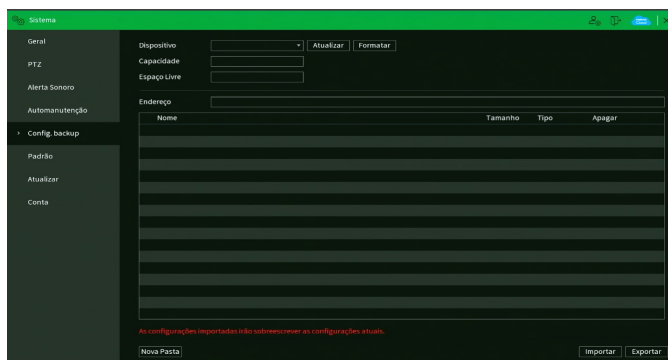 Sistema
Geral
PTZ
Alerta Sonoro
Automanutenção
Config. backup
Padrão
Atualizar
Conta
Dispositivo Atualizar Formatar
Capacidade
Espaço Livre
Endereço
Nome Tamanho Tipo Apagar
As configurações importadas irão sobreescrever as configurações atuais.
Nova Pasta Importar Exportar